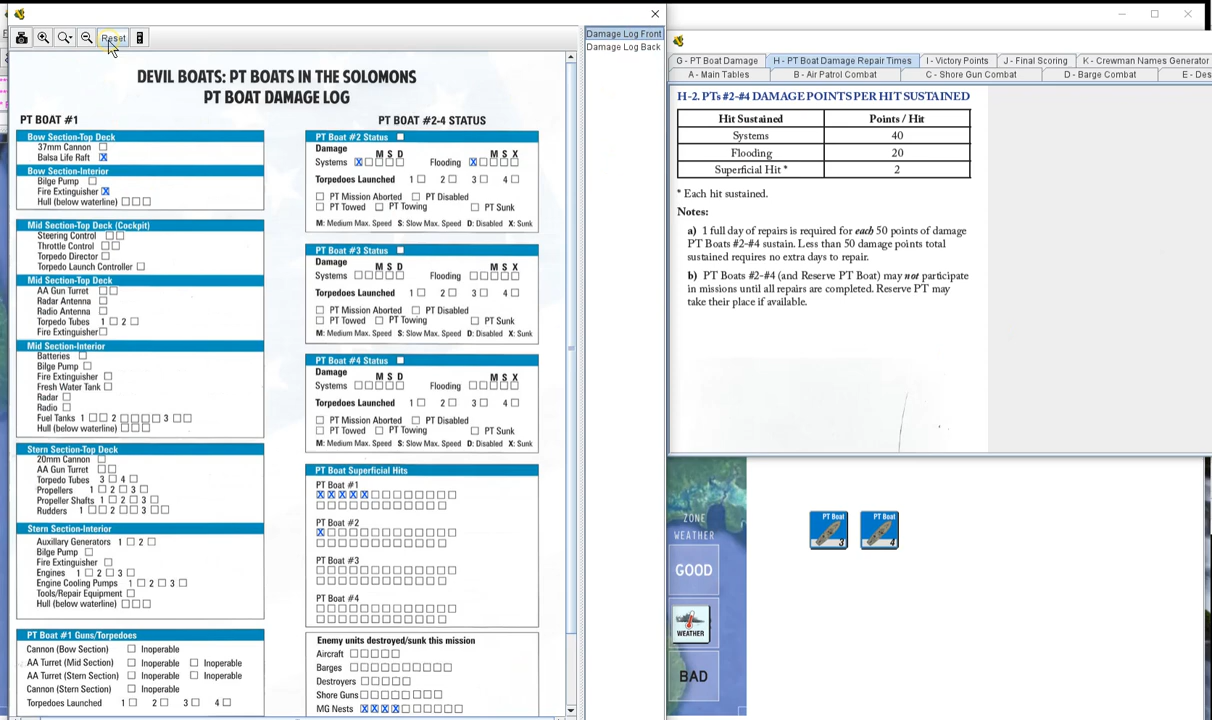 Reset
Damage Log Front
Damage Log Back
DEVIL BOATS: PT BOATS IN THE SOLOMONS
PT BOAT DAMAGE LOG
PT BOAT #1
Bow Section-Top Deck
37mm Cannon
Balsa Life Raft X
Bow Section-Interior
Bilge Pump
Fire Extinguisher X
Hull (below waterline)
Mid Section-Top Deck (Cockpit)
Steering Control
Throttle Control
Torpedo Director
Torpedo Launch Controller
Mid Section-Top Deck
AA Gun Turret
Radar Antenna
Radio Antenna
Torpedo Tubes 1 2
Fire Extinguisher
Mid Section-Interior
Batteries
Bilge Pump
Fire Extinguisher
Fresh Water Tank
Radar
Radio
Fuel Tanks 1 2 3
Hull (below waterline)
Stern Section-Top Deck
20mm Cannon
AA Gun Turret
Torpedo Tubes 3 4
Propellers 1 2 3
Propeller Shafts 1 2 3
Rudders 1 2 3
Stern Section-Interior
Auxiliary Generators 1 2
Bilge Pump
Fire Extinguisher
Engines 1 2 3
Engine Cooling Pumps 1 2 3
Tools/Repair Equipment
Hull (below waterline)
PT Boat #1 Guns/Torpedoes
Cannon (Bow Section) Inoperable
AA Turret (Mid Section) Inoperable Inoperable
AA Turret (Stern Section) Inoperable Inoperable
Cannon (Stern Section) Inoperable
Torpedoes Launched 1 2 3 4
PT BOAT #2-4 STATUS
PT Boat #2 Status
Damage
M S D M S X
Systems X Flooding X
Torpedoes Launched 1 2 3 4
PT Mission Aborted PT Disabled
PT Towed PT Towing PT Sunk
M: Medium Max. Speed S: Slow Max. Speed D: Disabled X: Sunk
PT Boat #3 Status
Damage
M S D M S X
Systems Flooding
Torpedoes Launched 1 2 3 4
PT Mission Aborted PT Disabled
PT Towed PT Towing PT Sunk
M: Medium Max. Speed S: Slow Max. Speed D: Disabled X: Sunk
PT Boat #4 Status
Damage
M S D M S X
Systems Flooding
Torpedoes Launched 1 2 3 4
PT Mission Aborted PT Disabled
PT Towed PT Towing PT Sunk
M: Medium Max. Speed S: Slow Max. Speed D: Disabled X: Sunk
PT Boat Superficial Hits
PT Boat #1
X X X X X
PT Boat #2
X
PT Boat #3
PT Boat #4
Enemy units destroyed/sunk this mission
Aircraft
Barges
Destroyers
Shore Guns
MG Nests X X X X
G - PT Boat Damage H - PT Boat Damage Repair Times I - Victory Points J - Final Scoring K - Crewman Names Generator
A - Main Tables B - Air Patrol Combat C - Shore Gun Combat D - Barge Combat E - Des
H-2. PTs #2-#4 DAMAGE POINTS PER HIT SUSTAINED
Hit Sustained Points / Hit
Systems 40
Flooding 20
Superficial Hit * 2
* Each hit sustained.
Notes:
a) 1 full day of repairs is required for each 50 points of damage
PT Boats #2-#4 sustain. Less than 50 damage points total
sustained requires no extra days to repair.
b) PT Boats #2-#4 (and Reserve PT Boat) may not participate
in missions until all repairs are completed. Reserve PT may
take their place if available.
ZONE
WEATHER
GOOD
WEATHER
BAD
PT Boat
3
PT Boat
4